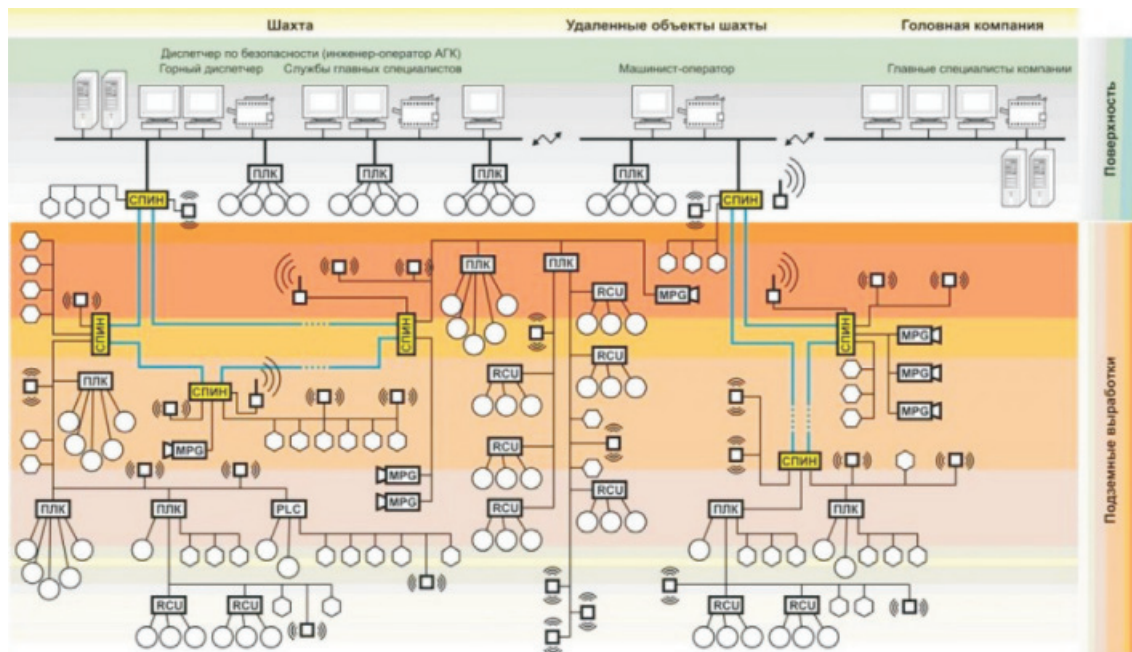 Шахта
Удаленные объекты шахты
Головная компания
Диспетчер по безопасности (инженер-оператор АГК)
Горный диспетчер
Службы главных специалистов
Машинист-оператор
Главные специалисты компании
Поверхность
ПЛК
ПЛК
ПЛК
ПЛК
СПИН
СПИН
Подземные выработки
ПЛК
ПЛК
RCU
MPG
СПИН
СПИН
СПИН
MPG
RCU
ПЛК
RCU
MPG
СПИН
MPG
MPG
RCU
СПИН
MPG
MPG
RCU
ПЛК
ПЛК
PLC
RCU
ПЛК
ПЛК
RCU
RCU
RCU
RCU